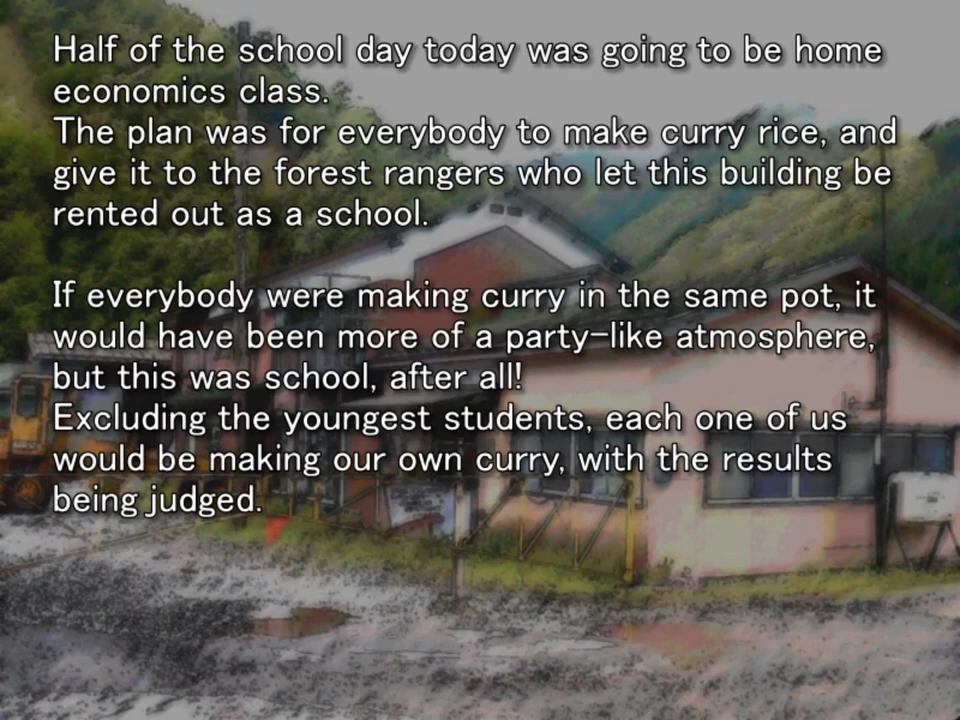 Half of the school day today was going to be home
economics class.
The plan was for everybody to make curry rice, and
give it to the forest rangers who let this building be
rented out as a school.
If everybody were making curry in the same pot, it
would have been more of a party-like atmosphere,
but this was school, after all!
Excluding the youngest students, each one of us
would be making our own curry, with the results
being judged.